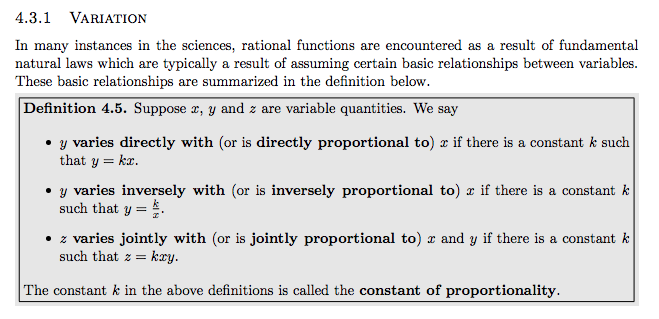 4.3.1 VARIATION
In many instances in the sciences, rational functions are encountered as a result of fundamental
natural laws which are typically a result of assuming certain basic relationships between variables.
These basic relationships are summarized in the definition below.
Definition 4.5. Suppose x, y and z are variable quantities. We say
• y varies directly with (or is directly proportional to) x if there is a constant k such
that y = kx.
• y varies inversely with (or is inversely proportional to) x if there is a constant k
such that y = k/x.
• z varies jointly with (or is jointly proportional to) x and y if there is a constant k
such that z = kxy.
The constant k in the above definitions is called the constant of proportionality.